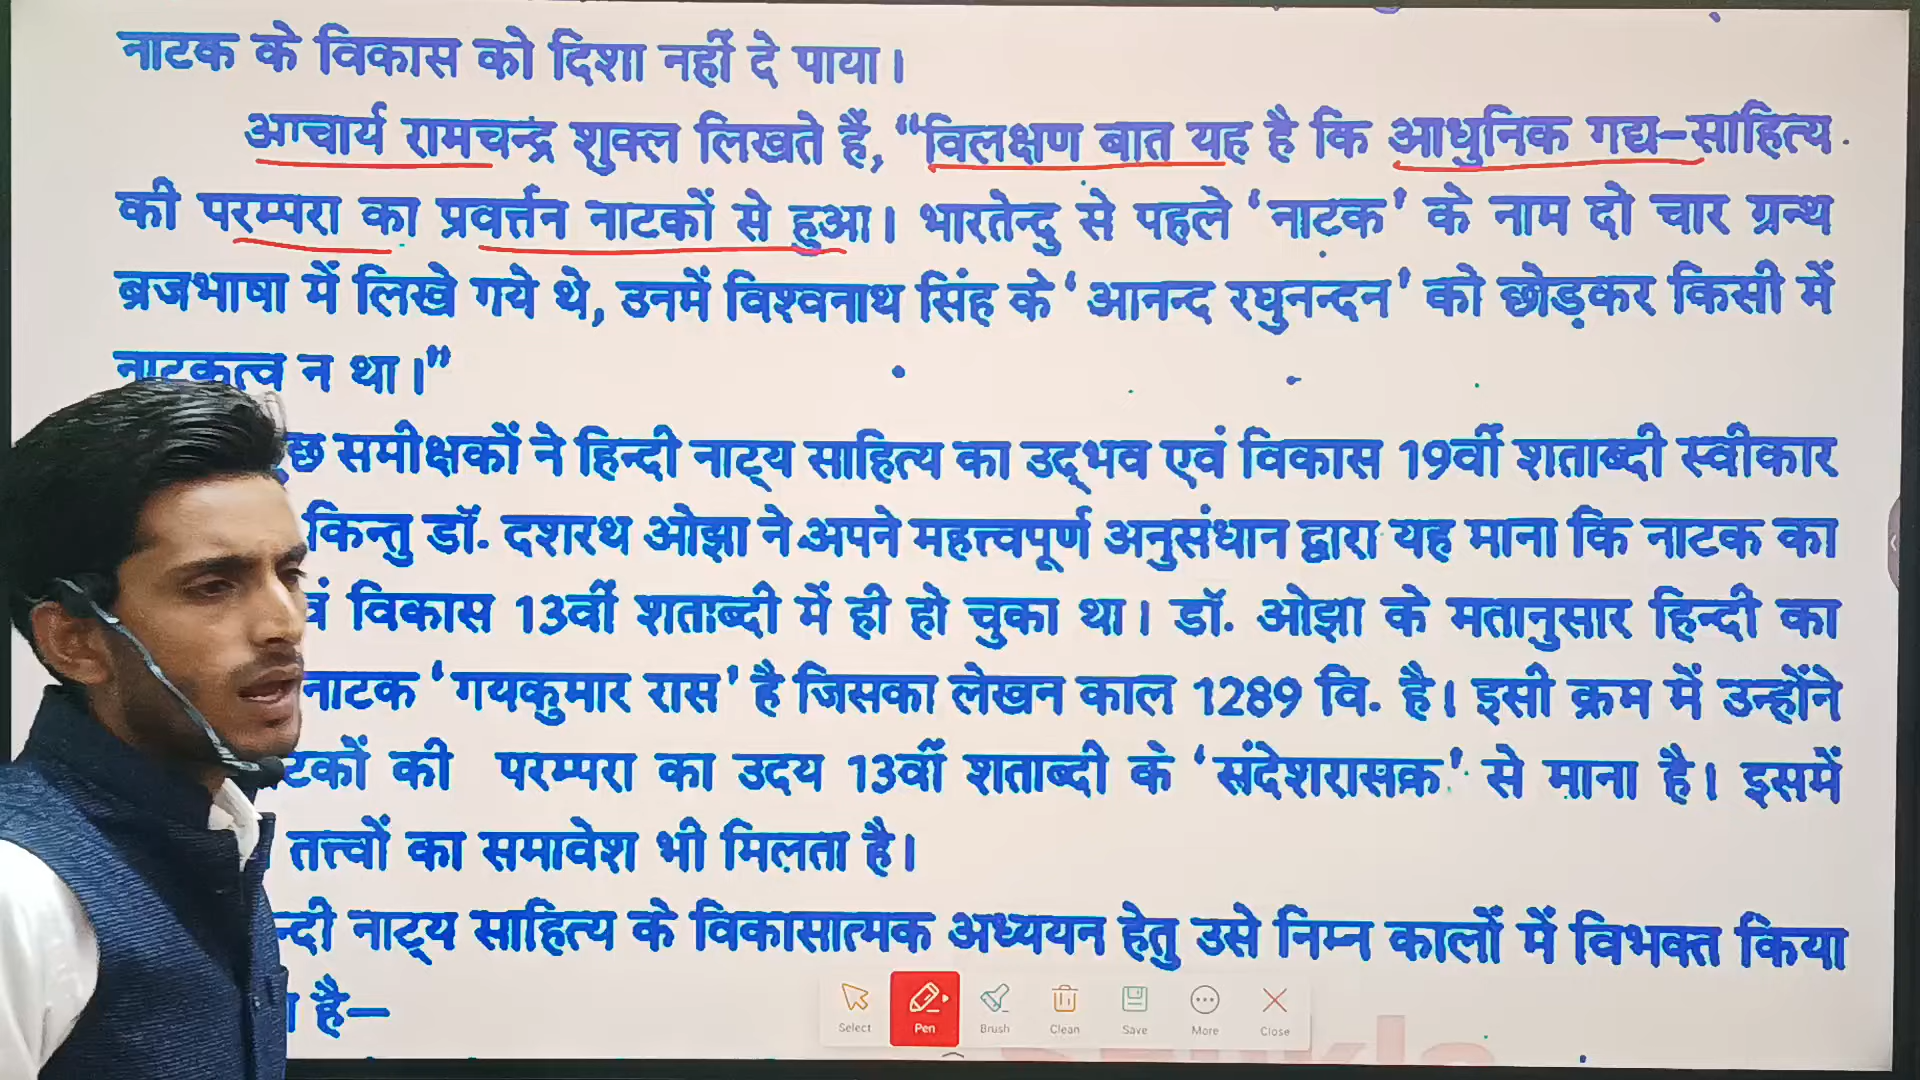 नाटक के विकास को दिशा नहीं दे पाया।
आचार्य रामचन्द्र शुक्ल लिखते हैं, “विलक्षण बात यह है कि आधुनिक गद्य–साहित्य
की परम्परा का प्रवर्त्तन नाटकों से हुआ। भारतेन्दु से पहले ‘नाटक’ के नाम दो चार ग्रन्थ
ब्रजभाषा में लिखे गये थे, उनमें विश्वनाथ सिंह के ‘आनन्द रघुनन्दन’ को छोड़कर किसी में
नाटकत्व न था।”
समीक्षकों ने हिन्दी नाट्य साहित्य का उद्भव एवं विकास 19वीं शताब्दी स्वीकार
किन्तु डॉ. दशरथ ओझा ने अपने महत्त्वपूर्ण अनुसंधान द्वारा यह माना कि नाटक का
विकास 13वीं शताब्दी में ही हो चुका था। डॉ. ओझा के मतानुसार हिन्दी का
नाटक ‘गयकुमार रास’ है जिसका लेखन काल 1289 वि. है। इसी क्रम में उन्होंने
की परम्परा का उदय 13वीं शताब्दी के ‘संदेशरासक’ से माना है। इसमें
तत्त्वों का समावेश भी मिलता है।
नाट्य साहित्य के विकासात्मक अध्ययन हेतु उसे निम्न कालों में विभक्त किया
है—
Select Pen Brush Clean Save More Close